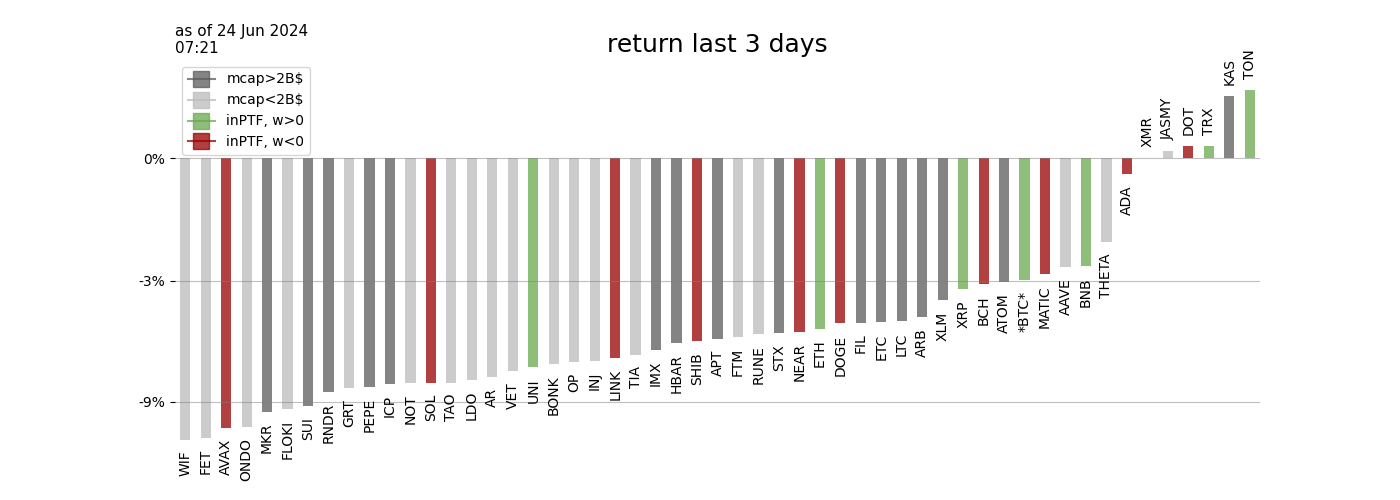 as of 24 Jun 2024
07:21
return last 3 days
mcap>2B$
mcap<2B$
inPTF, w>0
inPTF, w<0
0%
-3%
-9%
WIF
FET
AVAX
ONDO
MKR
FLOKI
SUI
RNDR
GRT
PEPE
ICP
NOT
SOL
TAO
LDO
AR
VET
UNI
BONK
OP
INJ
LINK
TIA
IMX
HBAR
SHIB
APT
FTM
RUNE
STX
NEAR
ETH
DOGE
FIL
ETC
LTC
ARB
XLM
XRP
BCH
ATOM
*BTC*
MATIC
AAVE
BNB
THETA
ADA
XMR
JASMY
DOT
TRX
KAS
TON